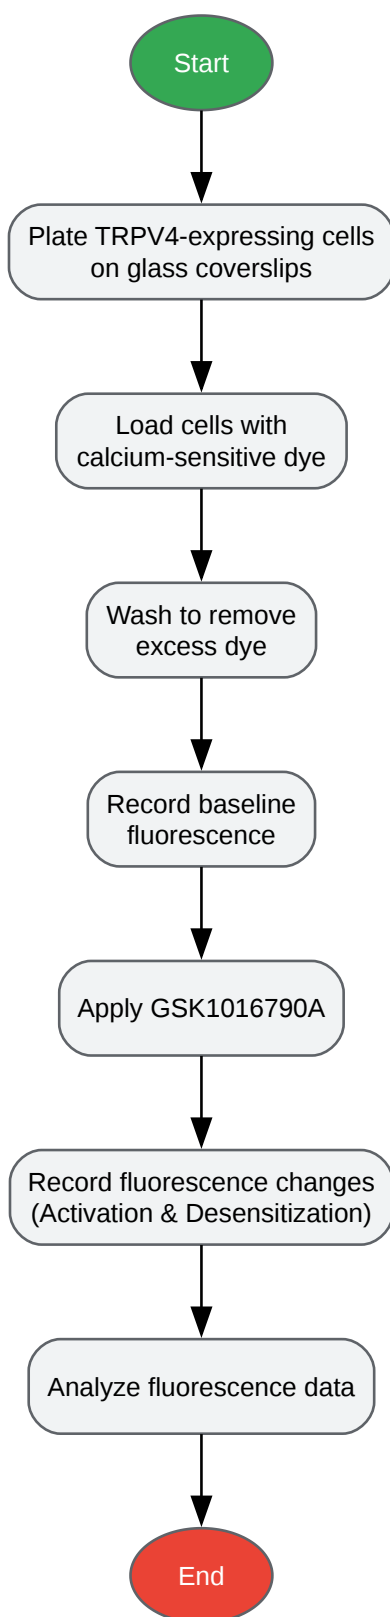 Start
Plate TRPV4-expressing cells
on glass coverslips
Load cells with
calcium-sensitive dye
Wash to remove
excess dye
Record baseline
fluorescence
Apply GSK1016790A
Record fluorescence changes
(Activation & Desensitization)
Analyze fluorescence data
End